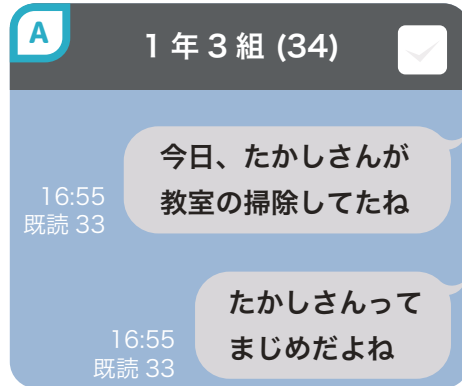 A
1年3組 (34)
今日、たかしさんが
教室の掃除してたね
16:55
既読 33
たかしさんって
まじめだよね
16:55
既読 33